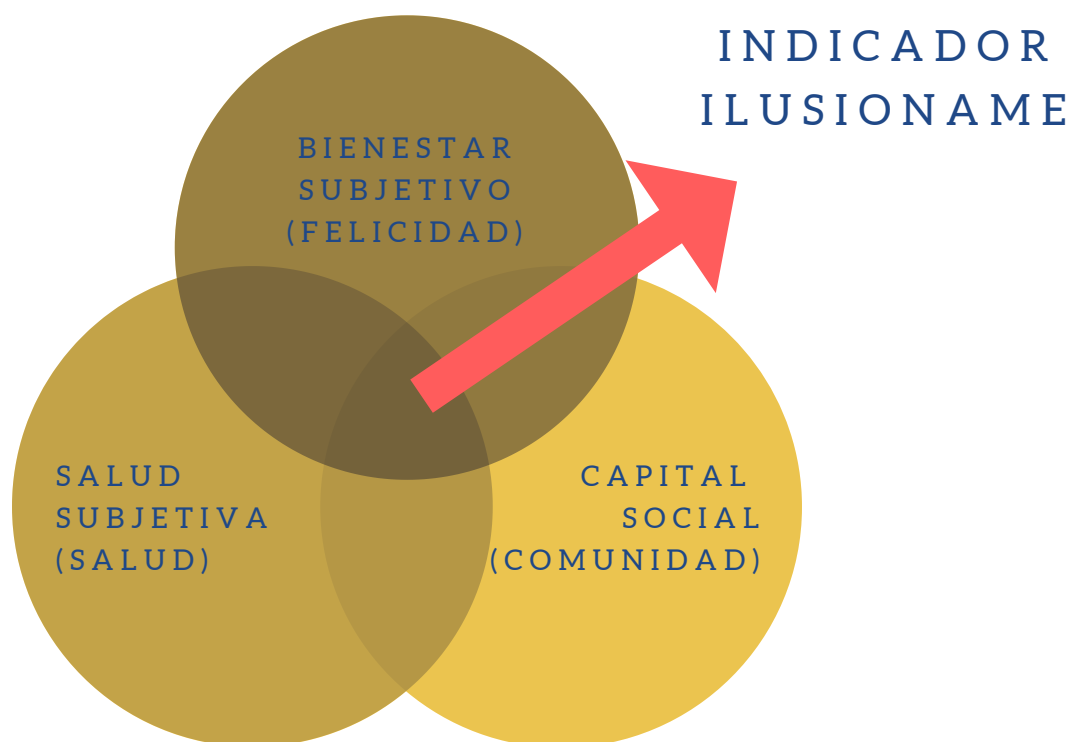 INDICADOR
ILUSIONAME
BIENESTAR
SUBJETIVO
(FELICIDAD)
SALUD
SUBJETIVA
(SALUD)
CAPITAL
SOCIAL
(COMUNIDAD)